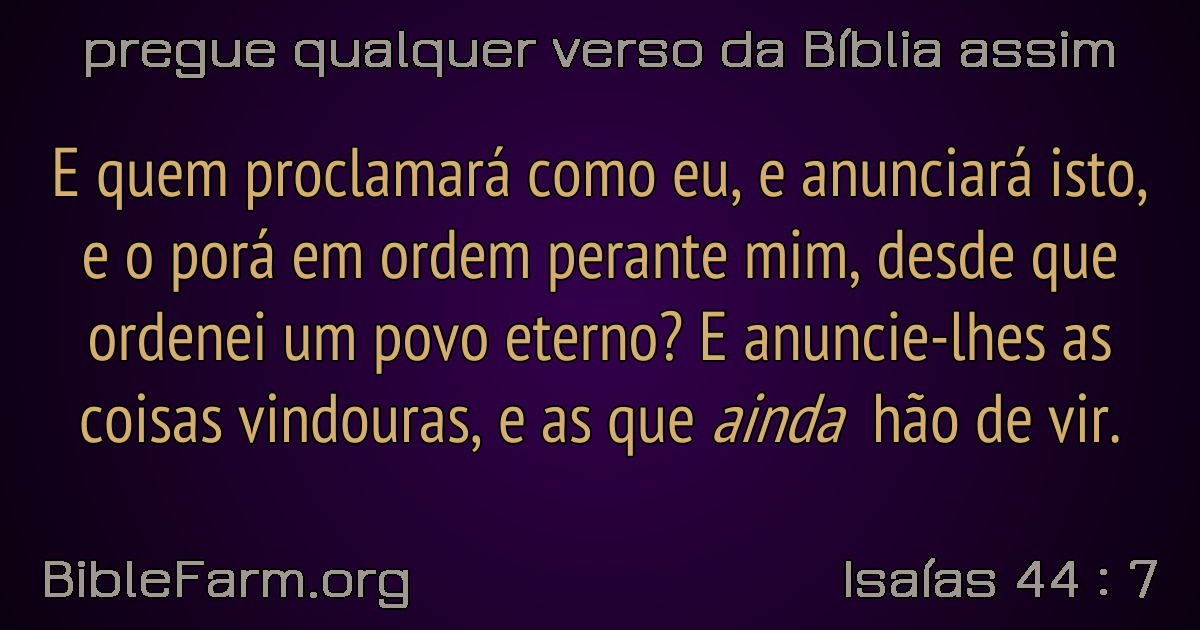 pregue qualquer verso da Bíblia assim
E quem proclamará como eu, e anunciará isto,
e o porá em ordem perante mim, desde que
ordenei um povo eterno? E anuncie-lhes as
coisas vindouras, e as que ainda hão de vir.
BibleFarm.org
Isaías 44 : 7